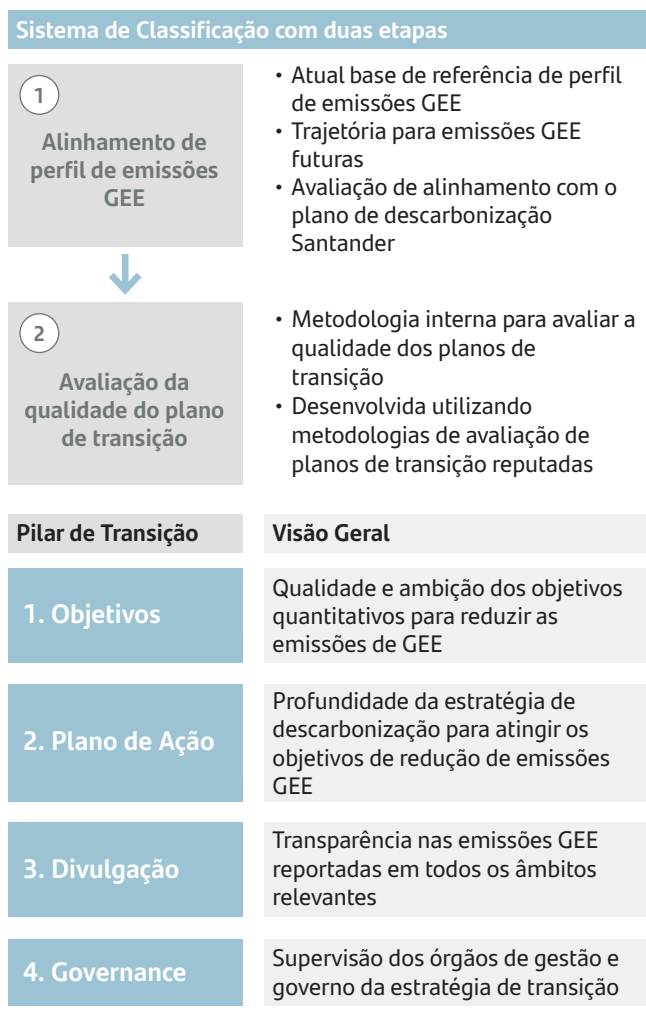 Sistema de Classificação com duas etapas
1
Alinhamento de
perfil de emissões
GEE
• Atual base de referência de perfil
de emissões GEE
• Trajetória para emissões GEE
futuras
• Avaliação de alinhamento com o
plano de descarbonização
Santander
2
Avaliação da
qualidade do plano
de transição
• Metodologia interna para avaliar a
qualidade dos planos de
transição
• Desenvolvida utilizando
metodologias de avaliação de
planos de transição reputadas
Pilar de Transição
Visão Geral
1. Objetivos
Qualidade e ambição dos objetivos
quantitativos para reduzir as
emissões de GEE
2. Plano de Ação
Profundidade da estratégia de
descarbonização para atingir os
objetivos de redução de emissões
GEE
3. Divulgação
Transparência nas emissões GEE
reportadas em todos os âmbitos
relevantes
4. Governance
Supervisão dos órgãos de gestão e
governo da estratégia de transição